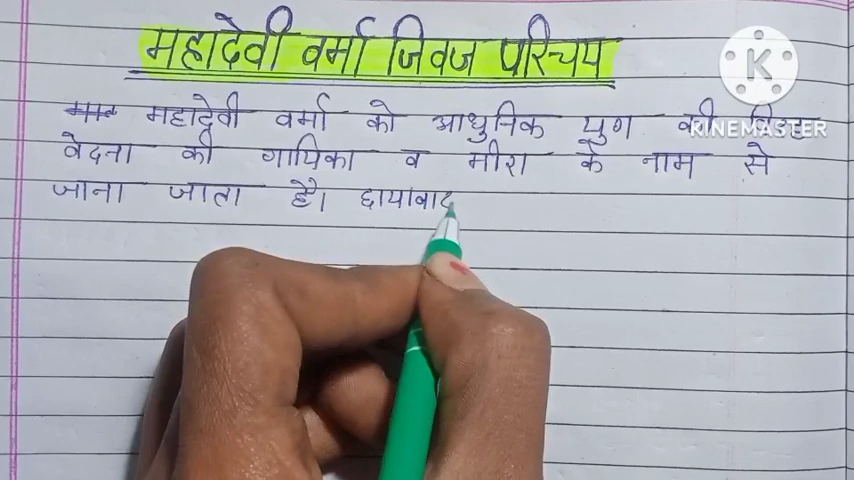 महादेवी वर्मा जिवज परिचय
महादेवी वर्मा को आधुनिक युग की
वेदना की गायिका व मीरा के नाम से
जाना जाता है। छायावाद
K
KINEMASTER